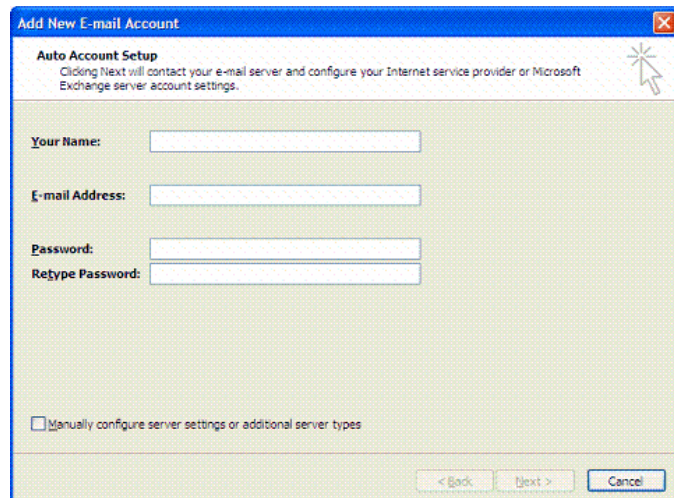 Add New E-mail Account
Auto Account Setup
Clicking Next will contact your e-mail server and configure your Internet service provider or Microsoft
Exchange server account settings.
Your Name:
E-mail Address:
Password:
Retype Password:
Manually configure server settings or additional server types
< Back Next > Cancel